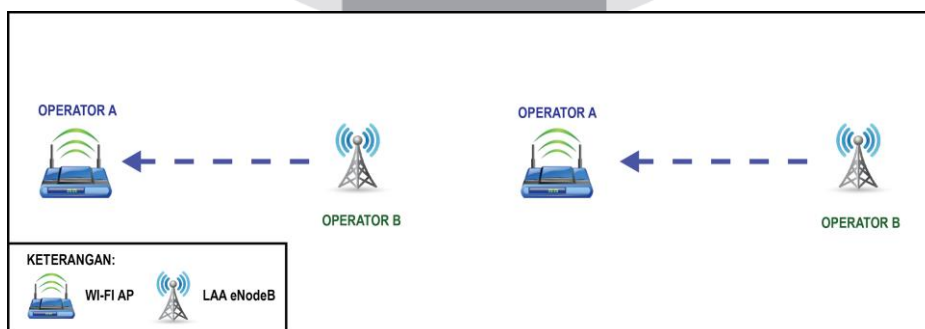 OPERATOR A
OPERATOR A
OPERATOR B
OPERATOR B
KETERANGAN:
WI-FI AP
LAA eNodeB